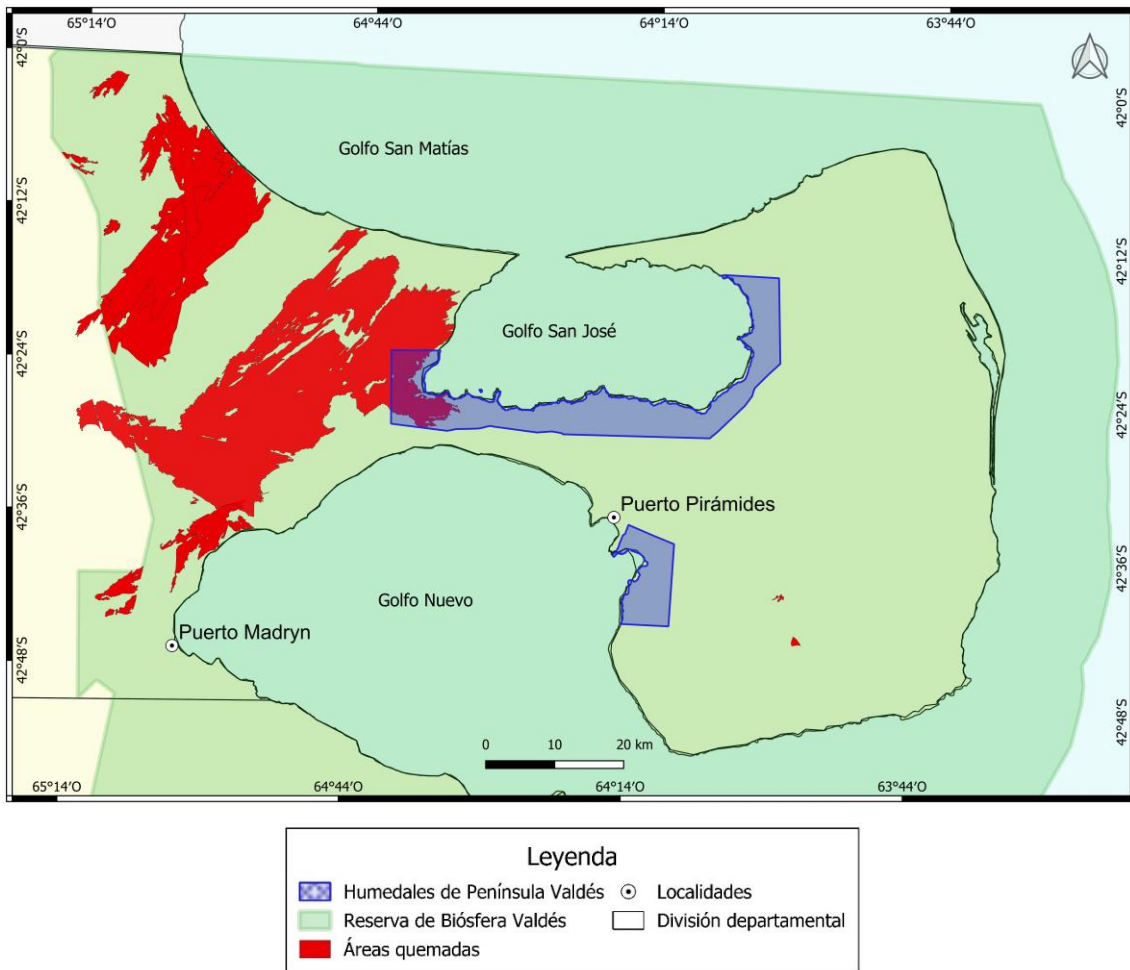 65°14'O 64°44'O 64°14'O 63°44'O
42°0'S
42°0'S
Golfo San Matías
42°12'S
42°12'S
Golfo San José
42°24'S
42°24'S
42°36'S
Puerto Pirámides
42°36'S
Golfo Nuevo
Puerto Madryn
42°48'S
42°48'S
0 10 20 km
65°14'O 64°44'O 64°14'O 63°44'O
Leyenda
Humedales de Península Valdés Localidades
Reserva de Biósfera Valdés División departamental
Áreas quemadas